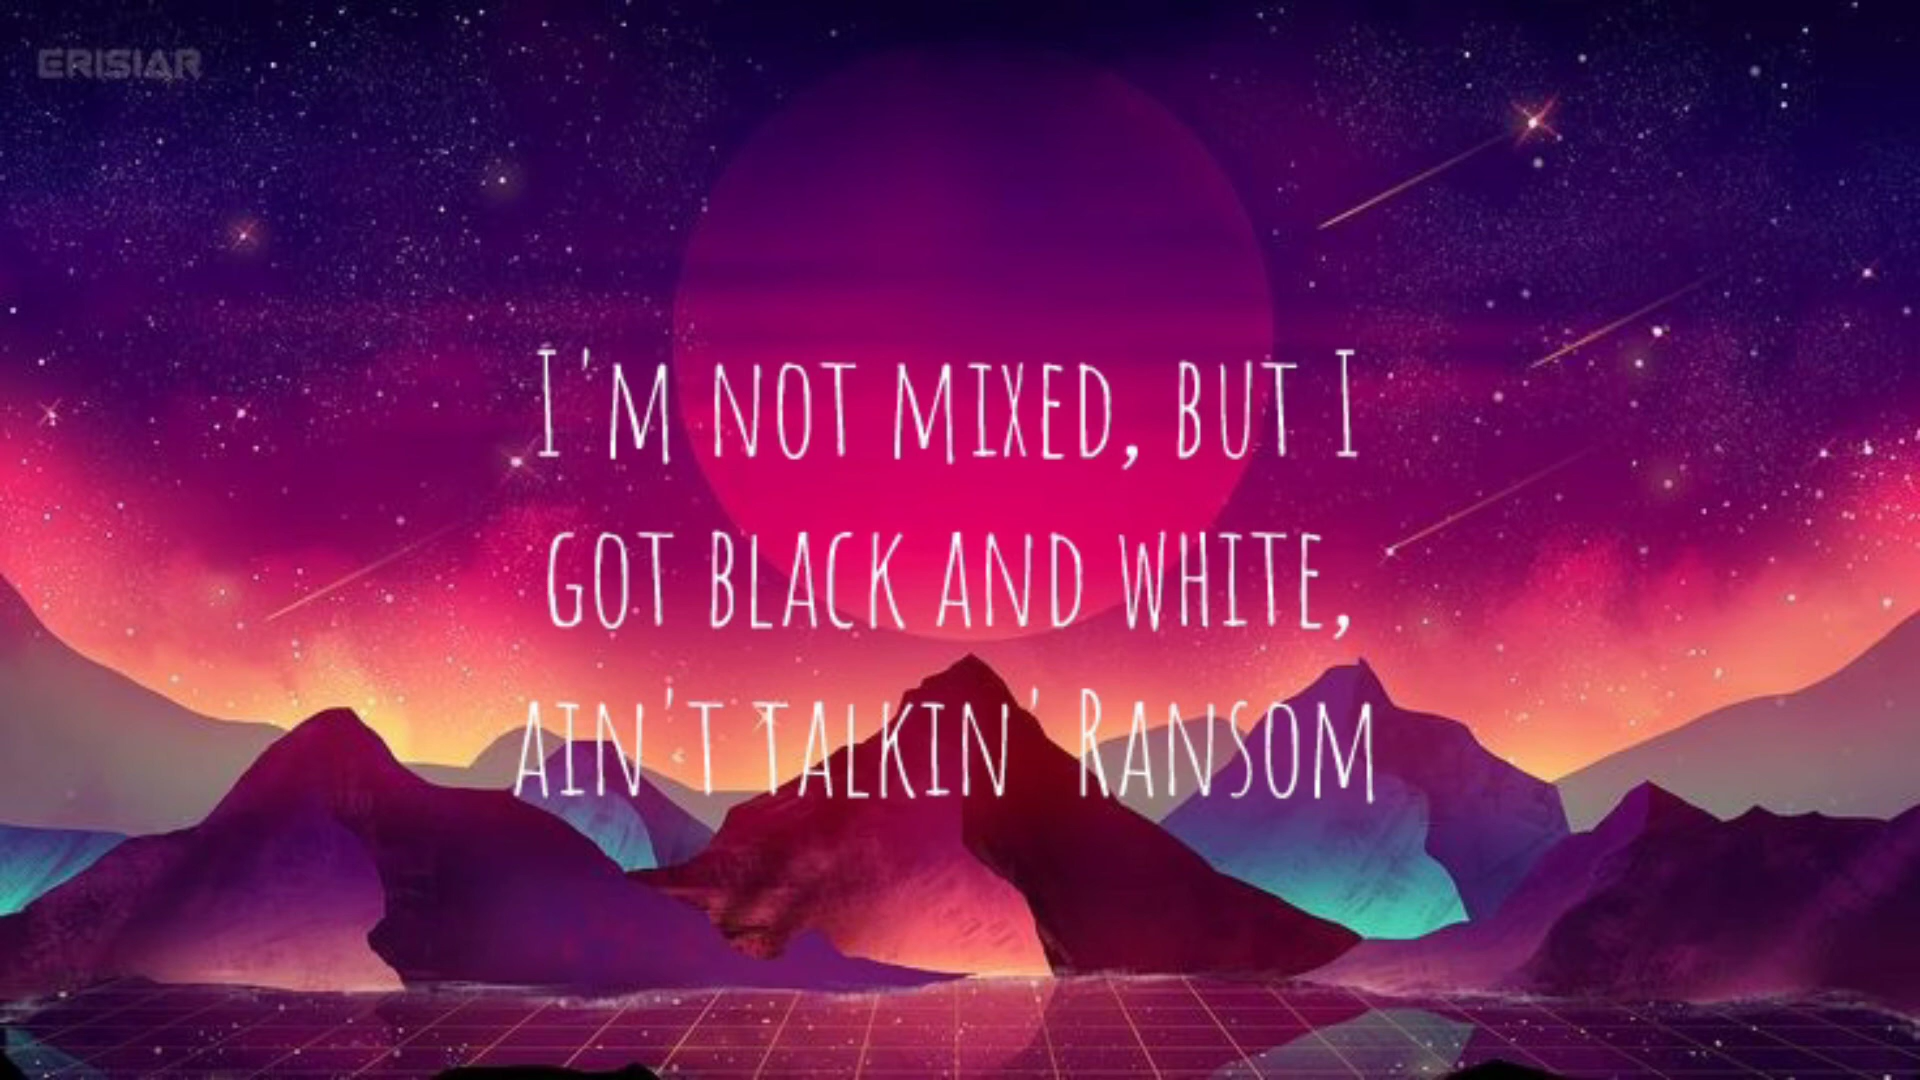 ERISIAR
I'm not mixed, but I
got black and white,
ain't talkin' Ransom